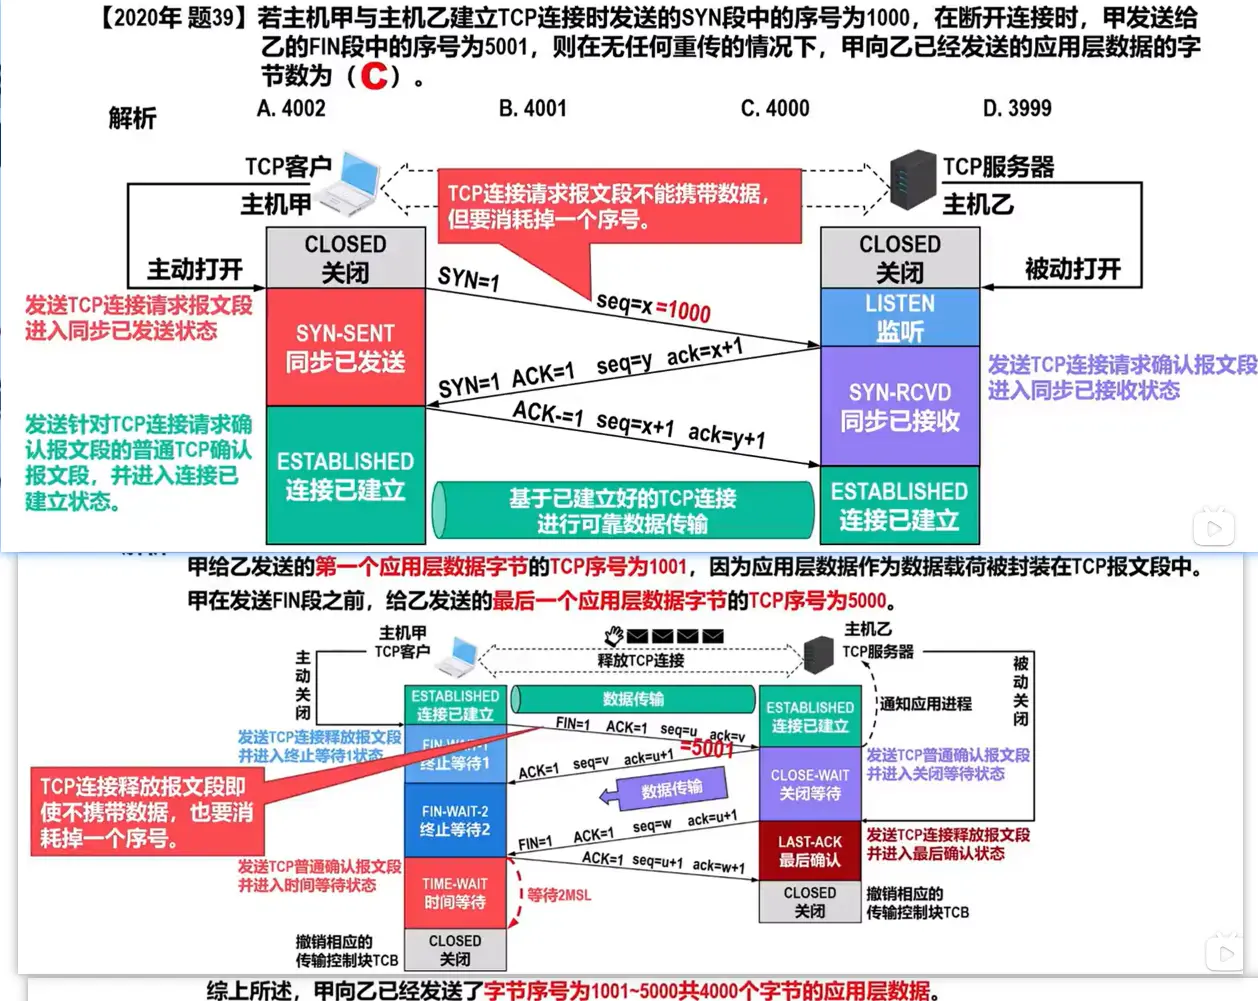 【2020年 题39】若主机甲与主机乙建立TCP连接时发送的SYN段中的序号为1000，在断开连接时，甲发送给
乙的FIN段中的序号为5001，则在无任何重传的情况下，甲向乙已经发送的应用层数据的字
节数为（C）。
A. 4002 B. 4001 C. 4000 D. 3999
解析
TCP客户
主机甲
TCP服务器
主机乙
TCP连接请求报文段不能携带数据，
但要消耗掉一个序号。
CLOSED
关闭
CLOSED
关闭
主动打开
被动打开
SYN=1 seq=x =1000
发送TCP连接请求报文段
进入同步已发送状态
SYN-SENT
同步已发送
LISTEN
监听
SYN=1 ACK=1 seq=y ack=x+1
SYN-RCVD
同步已接收
发送TCP连接请求确认报文段
进入同步已接收状态
ACK-=1 seq=x+1 ack=y+1
发送针对TCP连接请求确
认报文段的普通TCP确认
报文段，并进入连接已
建立状态。
ESTABLISHED
连接已建立
基于已建立好的TCP连接
进行可靠数据传输
ESTABLISHED
连接已建立
甲给乙发送的第一个应用层数据字节的TCP序号为1001，因为应用层数据作为数据载荷被封装在TCP报文段中。
甲在发送FIN段之前，给乙发送的最后一个应用层数据字节的TCP序号为5000。
主机甲
TCP客户
释放TCP连接
主机乙
TCP服务器
主动关闭
被动关闭
ESTABLISHED
连接已建立
数据传输
ESTABLISHED
连接已建立
通知应用进程
FIN=1 ACK=1 seq=u ack=v
=5001
发送TCP连接释放报文段
并进入终止等待1状态
FIN-WAIT-1
终止等待1
ACK=1 seq=v ack=u+1
发送TCP普通确认报文段
并进入关闭等待状态
CLOSE-WAIT
关闭等待
TCP连接释放报文段即
使不携带数据，也要消
耗掉一个序号。
数据传输
FIN-WAIT-2
终止等待2
FIN=1 ACK=1 seq=w ack=u+1
LAST-ACK
最后确认
发送TCP连接释放报文段
并进入最后确认状态
ACK=1 seq=u+1 ack=w+1
发送TCP普通确认报文段
并进入时间等待状态
TIME-WAIT
时间等待
等待2MSL
CLOSED
关闭
撤销相应的
传输控制块TCB
撤销相应的
传输控制块TCB
CLOSED
关闭
综上所述，甲向乙已经发送了字节序号为1001~5000共4000个字节的应用层数据。